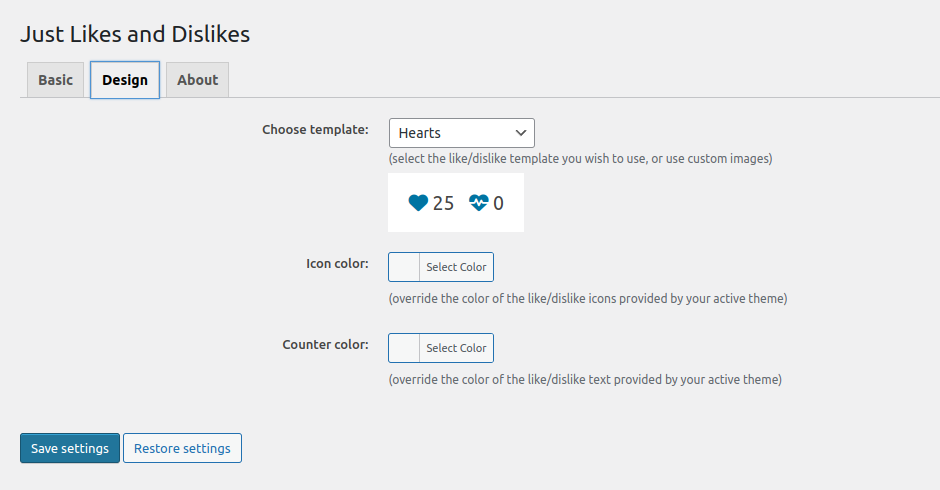 Just Likes and Dislikes
Basic Design About
Choose template: Hearts
(select the like/dislike template you wish to use, or use custom images)
25 0
Icon color: Select Color
(override the color of the like/dislike icons provided by your active theme)
Counter color: Select Color
(override the color of the like/dislike text provided by your active theme)
Save settings Restore settings